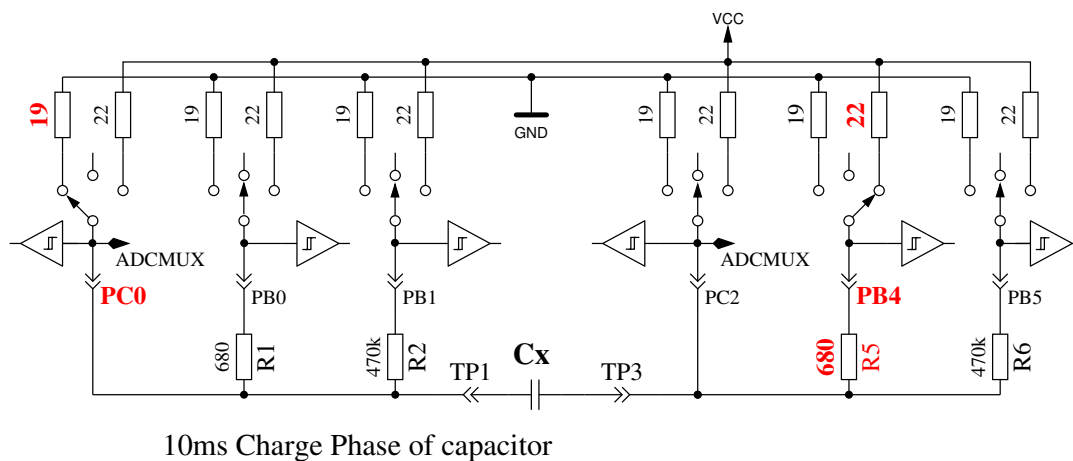 VCC
19 22 19 22 19 22 GND 19 22 19 22 19 22
ADCMUX ADCMUX
PC0 PB0 PB1 PC2 PB4 PB5
680 R1 470k R2 TP1 Cx TP3 680 R5 470k R6
10ms Charge Phase of capacitor